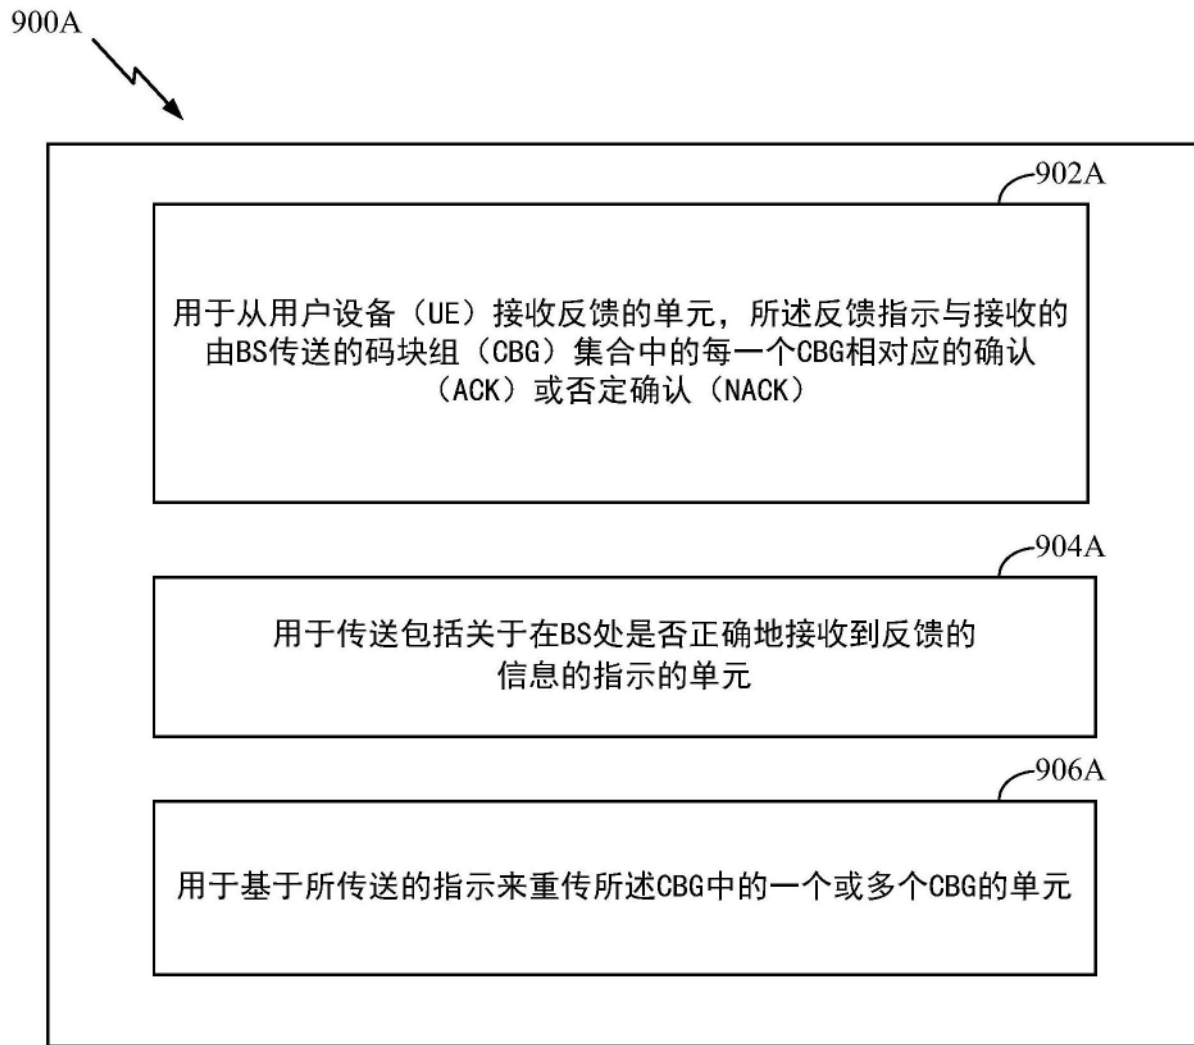 900A
902A
用于从用户设备（UE）接收反馈的单元，所述反馈指示与接收的
由BS传送的码块组（CBG）集合中的每一个CBG相对应的确认
（ACK）或否定确认（NACK）
904A
用于传送包括关于在BS处是否正确地接收到反馈的
信息的指示的单元
906A
用于基于所传送的指示来重传所述CBG中的一个或多个CBG的单元